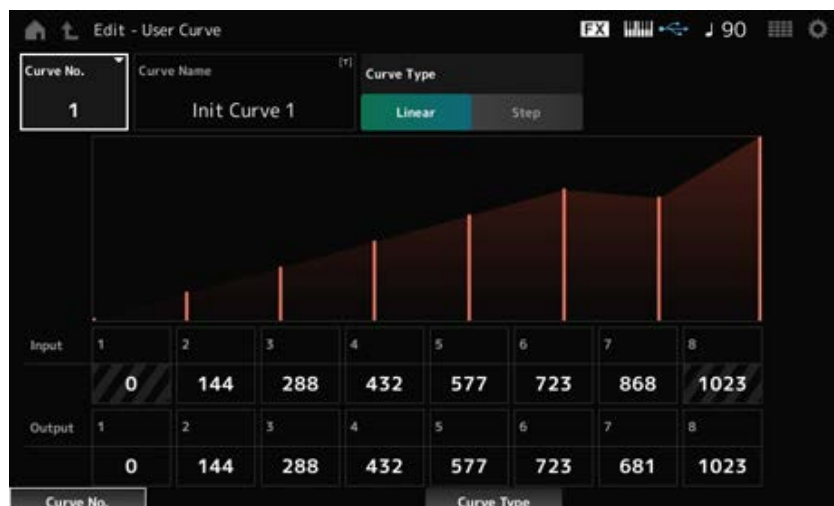 Edit - User Curve FX ♩ 90
Curve No. Curve Name [T] Curve Type
1 Init Curve 1 Linear Step
Input 1 2 3 4 5 6 7 8
0 144 288 432 577 723 868 1023
Output 1 2 3 4 5 6 7 8
0 144 288 432 577 723 681 1023
Curve No. Curve Type